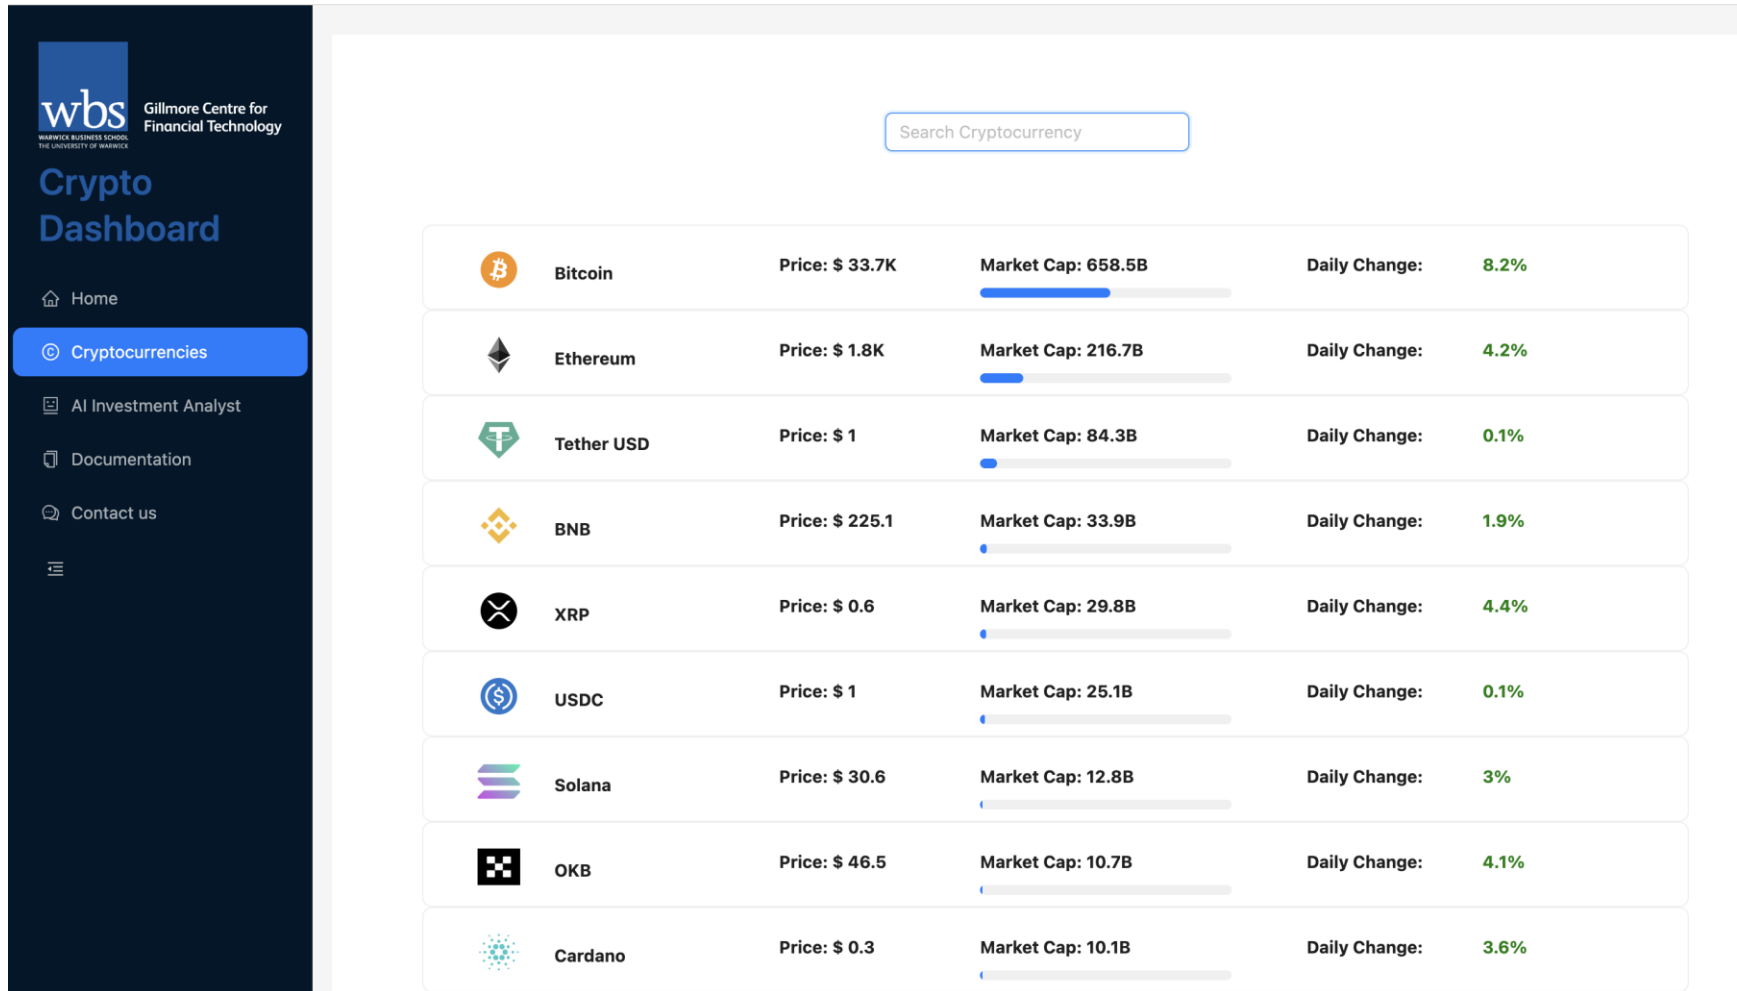 wbs
WARWICK BUSINESS SCHOOL
THE UNIVERSITY OF WARWICK
Gillmore Centre for
Financial Technology
Crypto
Dashboard
Home
Cryptocurrencies
AI Investment Analyst
Documentation
Contact us
Search Cryptocurrency
Bitcoin Price: $ 33.7K Market Cap: 658.5B Daily Change: 8.2%
Ethereum Price: $ 1.8K Market Cap: 216.7B Daily Change: 4.2%
Tether USD Price: $ 1 Market Cap: 84.3B Daily Change: 0.1%
BNB Price: $ 225.1 Market Cap: 33.9B Daily Change: 1.9%
XRP Price: $ 0.6 Market Cap: 29.8B Daily Change: 4.4%
USDC Price: $ 1 Market Cap: 25.1B Daily Change: 0.1%
Solana Price: $ 30.6 Market Cap: 12.8B Daily Change: 3%
OKB Price: $ 46.5 Market Cap: 10.7B Daily Change: 4.1%
Cardano Price: $ 0.3 Market Cap: 10.1B Daily Change: 3.6%